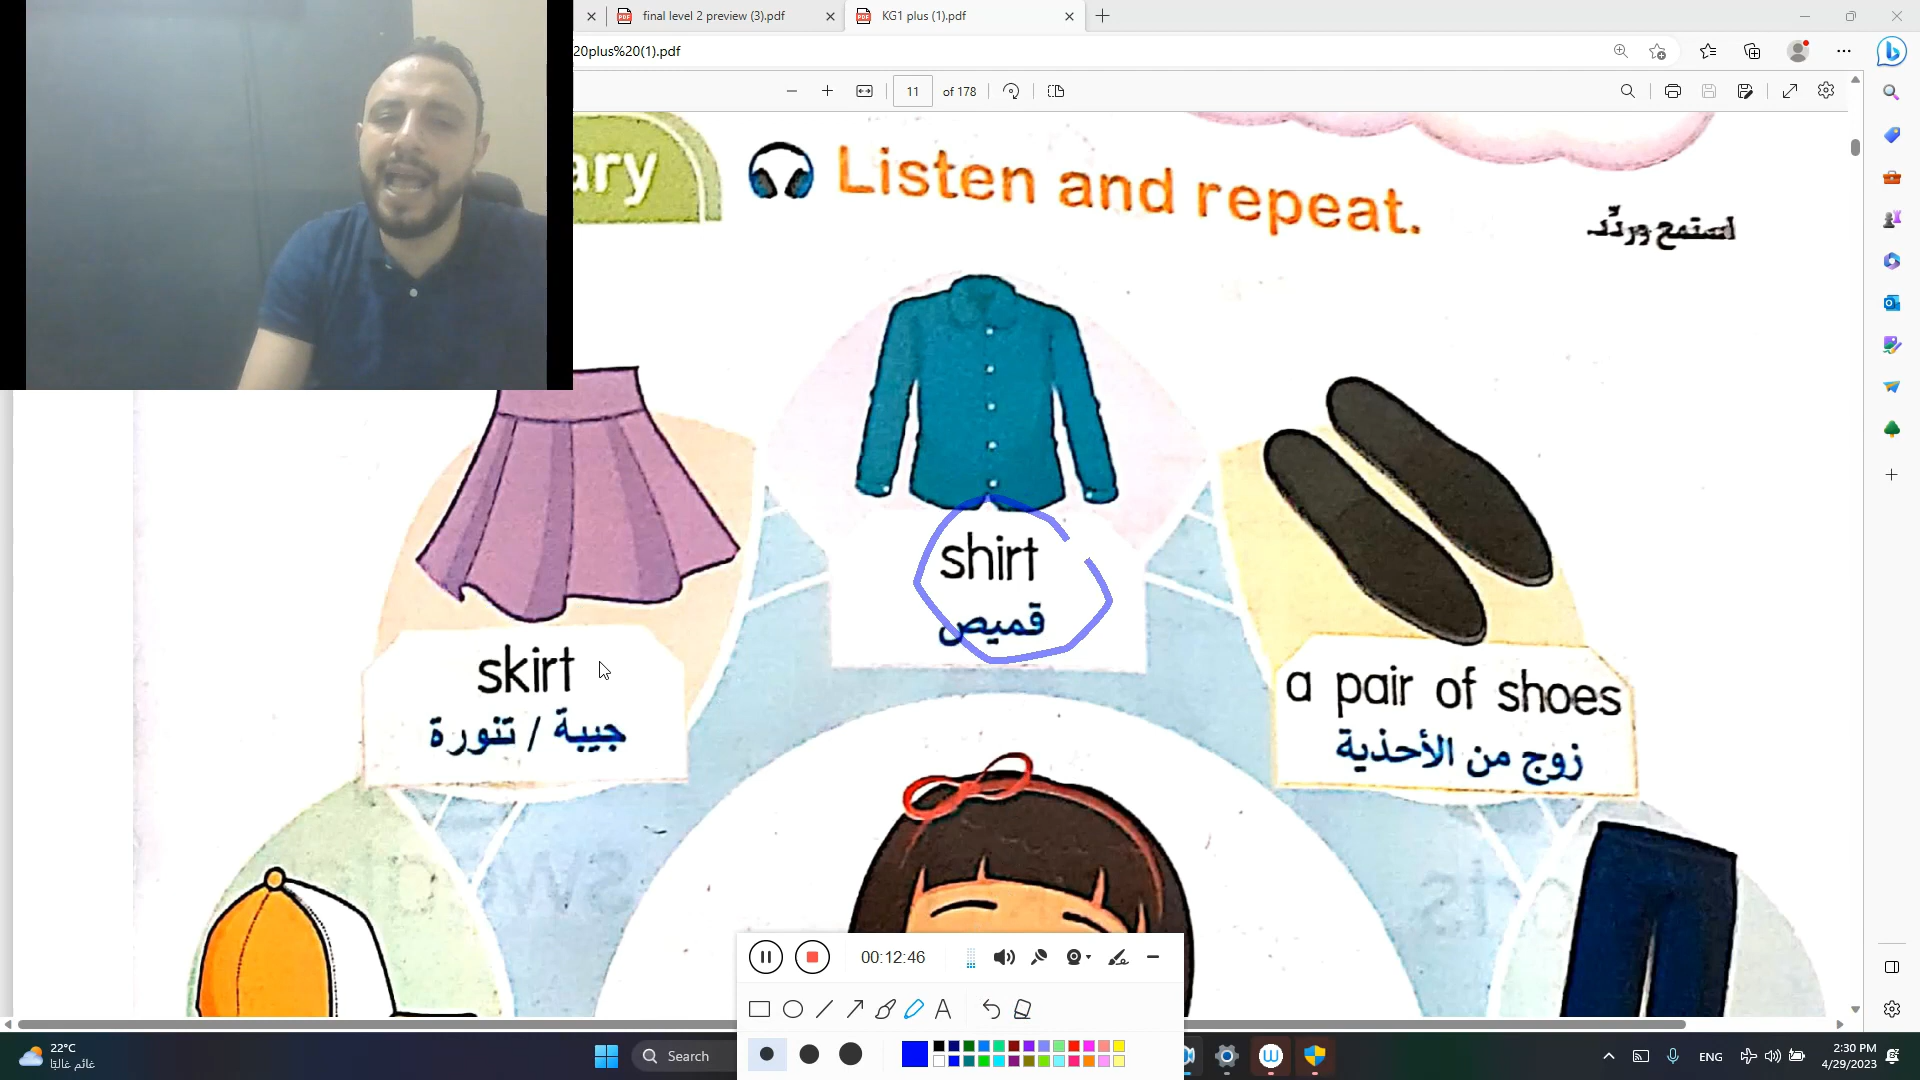 final level 2 preview (3).pdf
KG1 plus (1).pdf
20plus%20(1).pdf
11 of 178
ary
Listen and repeat.
استمع وردِّد.
shirt
قميص
skirt
جيبة / تنورة
a pair of shoes
زوج من الأحذية
00:12:46
A
22°C
غائم غالبًا
Search
ENG
2:30 PM
4/29/2023